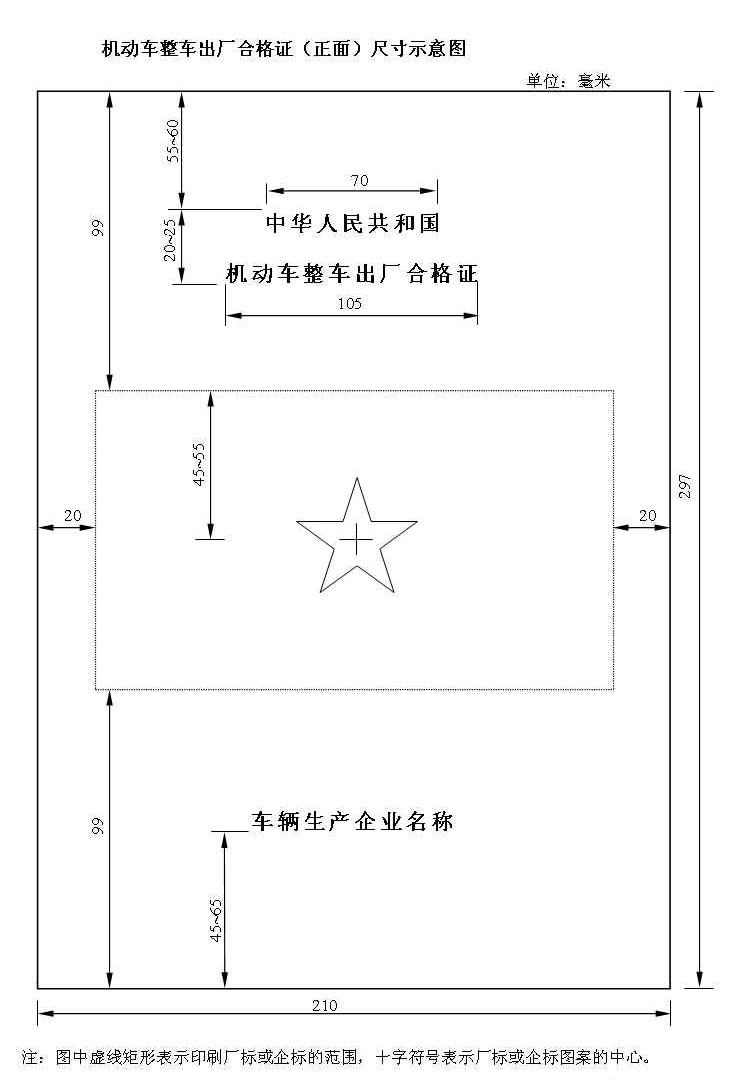 机动车整车出厂合格证（正面）尺寸示意图
单位：毫米
55~60
70
99
20~25
中华人民共和国
机动车整车出厂合格证
105
45~55
297
20
20
99
车辆生产企业名称
45~65
210
注：图中虚线矩形表示印刷厂标或企标的范围，十字符号表示厂标或企标图案的中心。